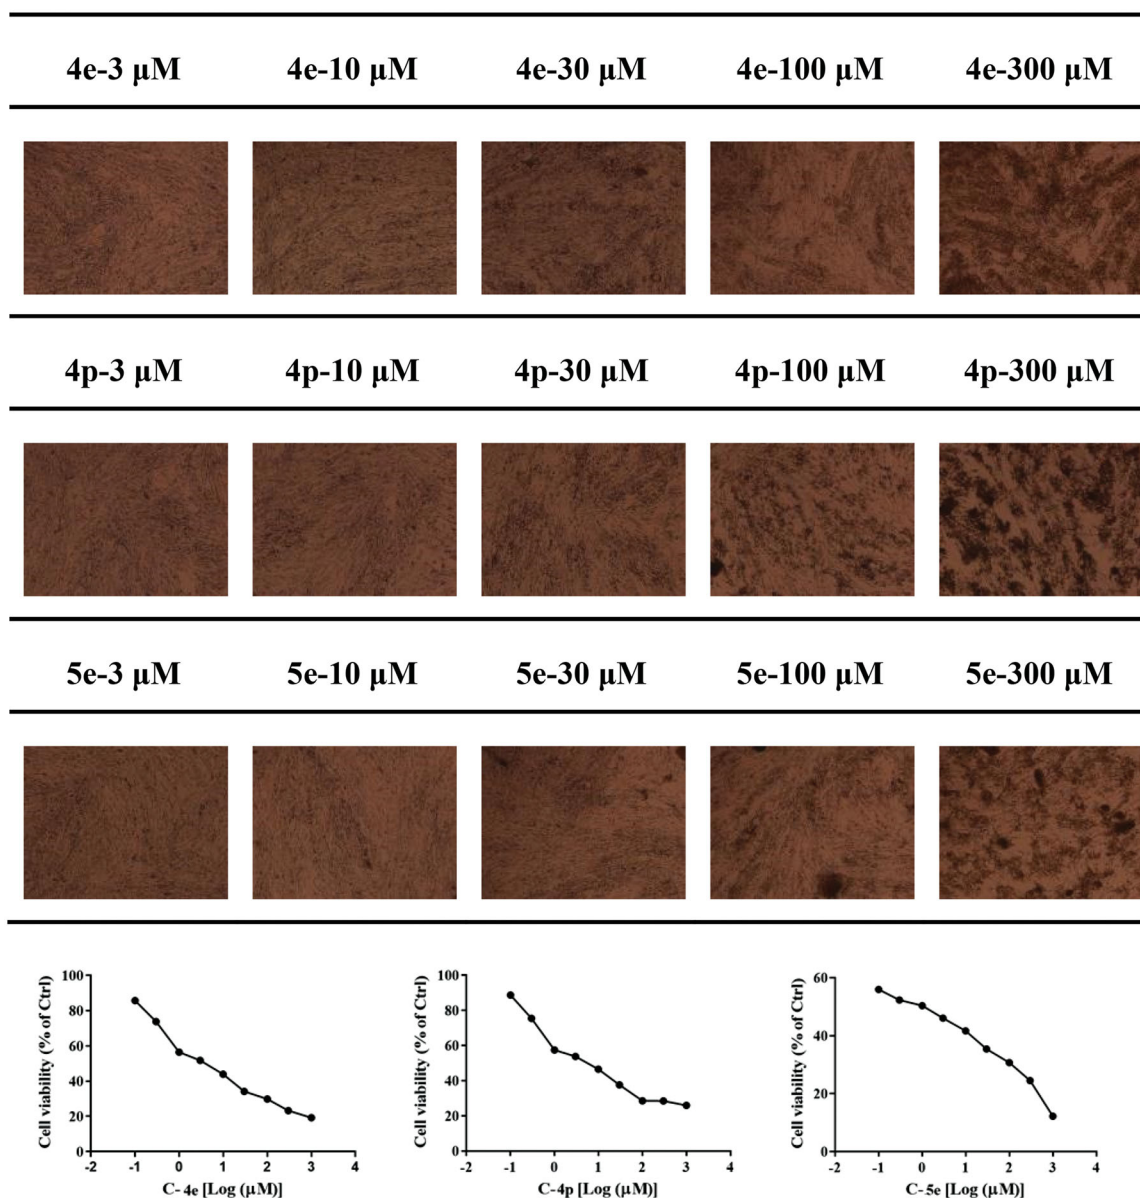 4e-3 μM 4e-10 μM 4e-30 μM 4e-100 μM 4e-300 μM
4p-3 μM 4p-10 μM 4p-30 μM 4p-100 μM 4p-300 μM
5e-3 μM 5e-10 μM 5e-30 μM 5e-100 μM 5e-300 μM
Cell viability (% of Ctrl)
100
80
60
40
20
0
-2 -1 0 1 2 3 4
C-4e [Log (μM)]
Cell viability (% of Ctrl)
100
80
60
40
20
0
-2 -1 0 1 2 3 4
C-4p [Log (μM)]
Cell viability (% of Ctrl)
60
40
20
0
-2 -1 0 1 2 3 4
C-5e [Log (μM)]